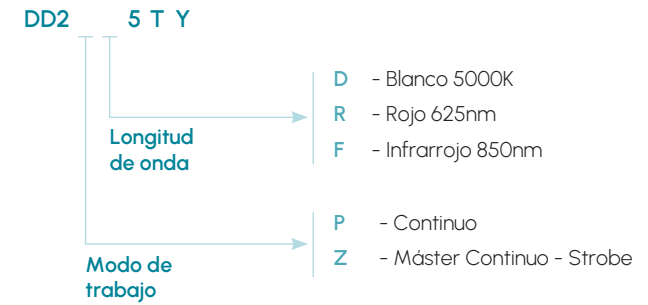 DD2 5 T Y
D - Blanco 5000K
R - Rojo 625nm
F - Infrarrojo 850nm
Longitud
de onda
P - Continuo
Z - Máster Continuo - Strobe
Modo de
trabajo